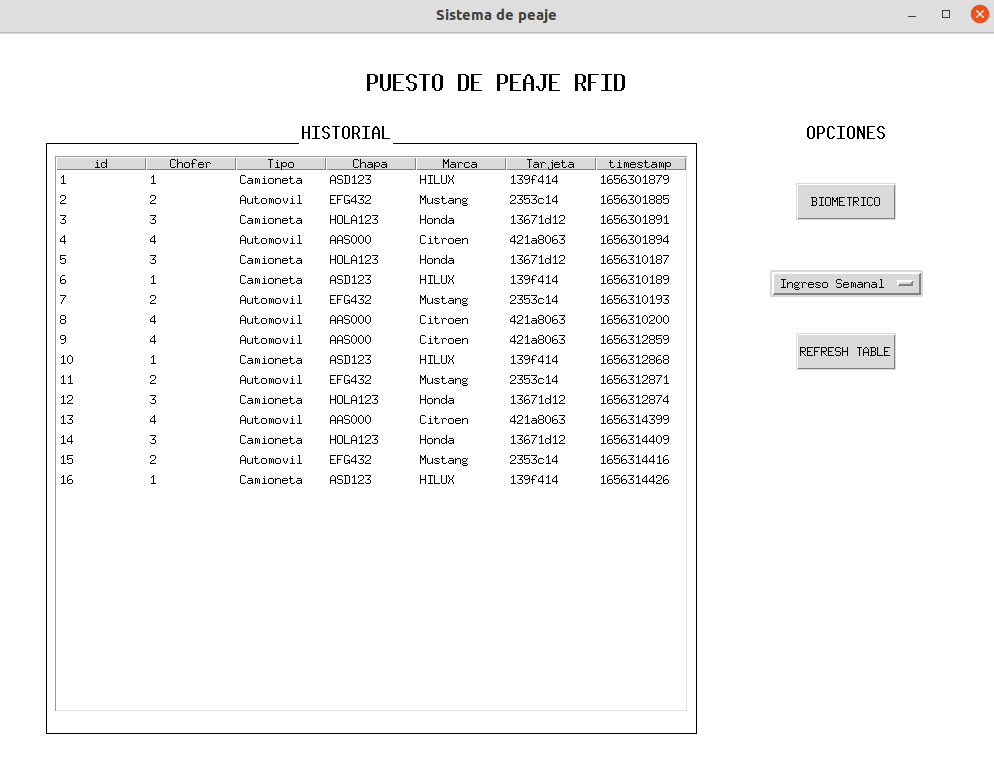 Sistema de peaje
PUESTO DE PEAJE RFID
HISTORIAL
id Chofer Tipo Chapa Marca Tarjeta timestamp
1 1 Camioneta ASD123 HILUX 139f414 1656301879
2 2 Automovil EFG432 Mustang 2353c14 1656301885
3 3 Camioneta HOLA123 Honda 13671d12 1656301891
4 4 Automovil AAS000 Citroen 421a8063 1656301894
5 3 Camioneta HOLA123 Honda 13671d12 1656310187
6 1 Camioneta ASD123 HILUX 139f414 1656310189
7 2 Automovil EFG432 Mustang 2353c14 1656310193
8 4 Automovil AAS000 Citroen 421a8063 1656310200
9 4 Automovil AAS000 Citroen 421a8063 1656312859
10 1 Camioneta ASD123 HILUX 139f414 1656312868
11 2 Automovil EFG432 Mustang 2353c14 1656312871
12 3 Camioneta HOLA123 Honda 13671d12 1656312874
13 4 Automovil AAS000 Citroen 421a8063 1656314399
14 3 Camioneta HOLA123 Honda 13671d12 1656314409
15 2 Automovil EFG432 Mustang 2353c14 1656314416
16 1 Camioneta ASD123 HILUX 139f414 1656314426
OPCIONES
BIOMETRICO
Ingreso Semanal
REFRESH TABLE